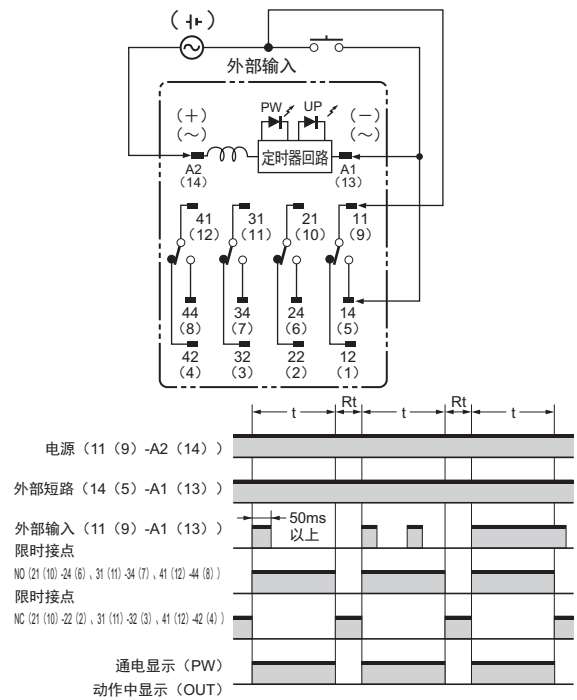 外部输入
PW UP
（＋） （－）
（～） （～）
定时器回路
A2 A1
（14） （13）
41 31 21 11
（12） （11） （10） （9）
44 34 24 14
（8） （7） （6） （5）
42 32 22 12
（4） （3） （2） （1）
t Rt t Rt t
电源（11（9）-A2（14））
外部短路（14（5）-A1（13））
50ms
外部输入（11（9）-A1（13）） 以上
限时接点
NO（21（10）-24（6）、31（11）-34（7）、41（12）-44（8））
限时接点
NC（21（10）-22（2）、31（11）-32（3）、41（12）-42（4））
通电显示（PW）
动作中显示（OUT）